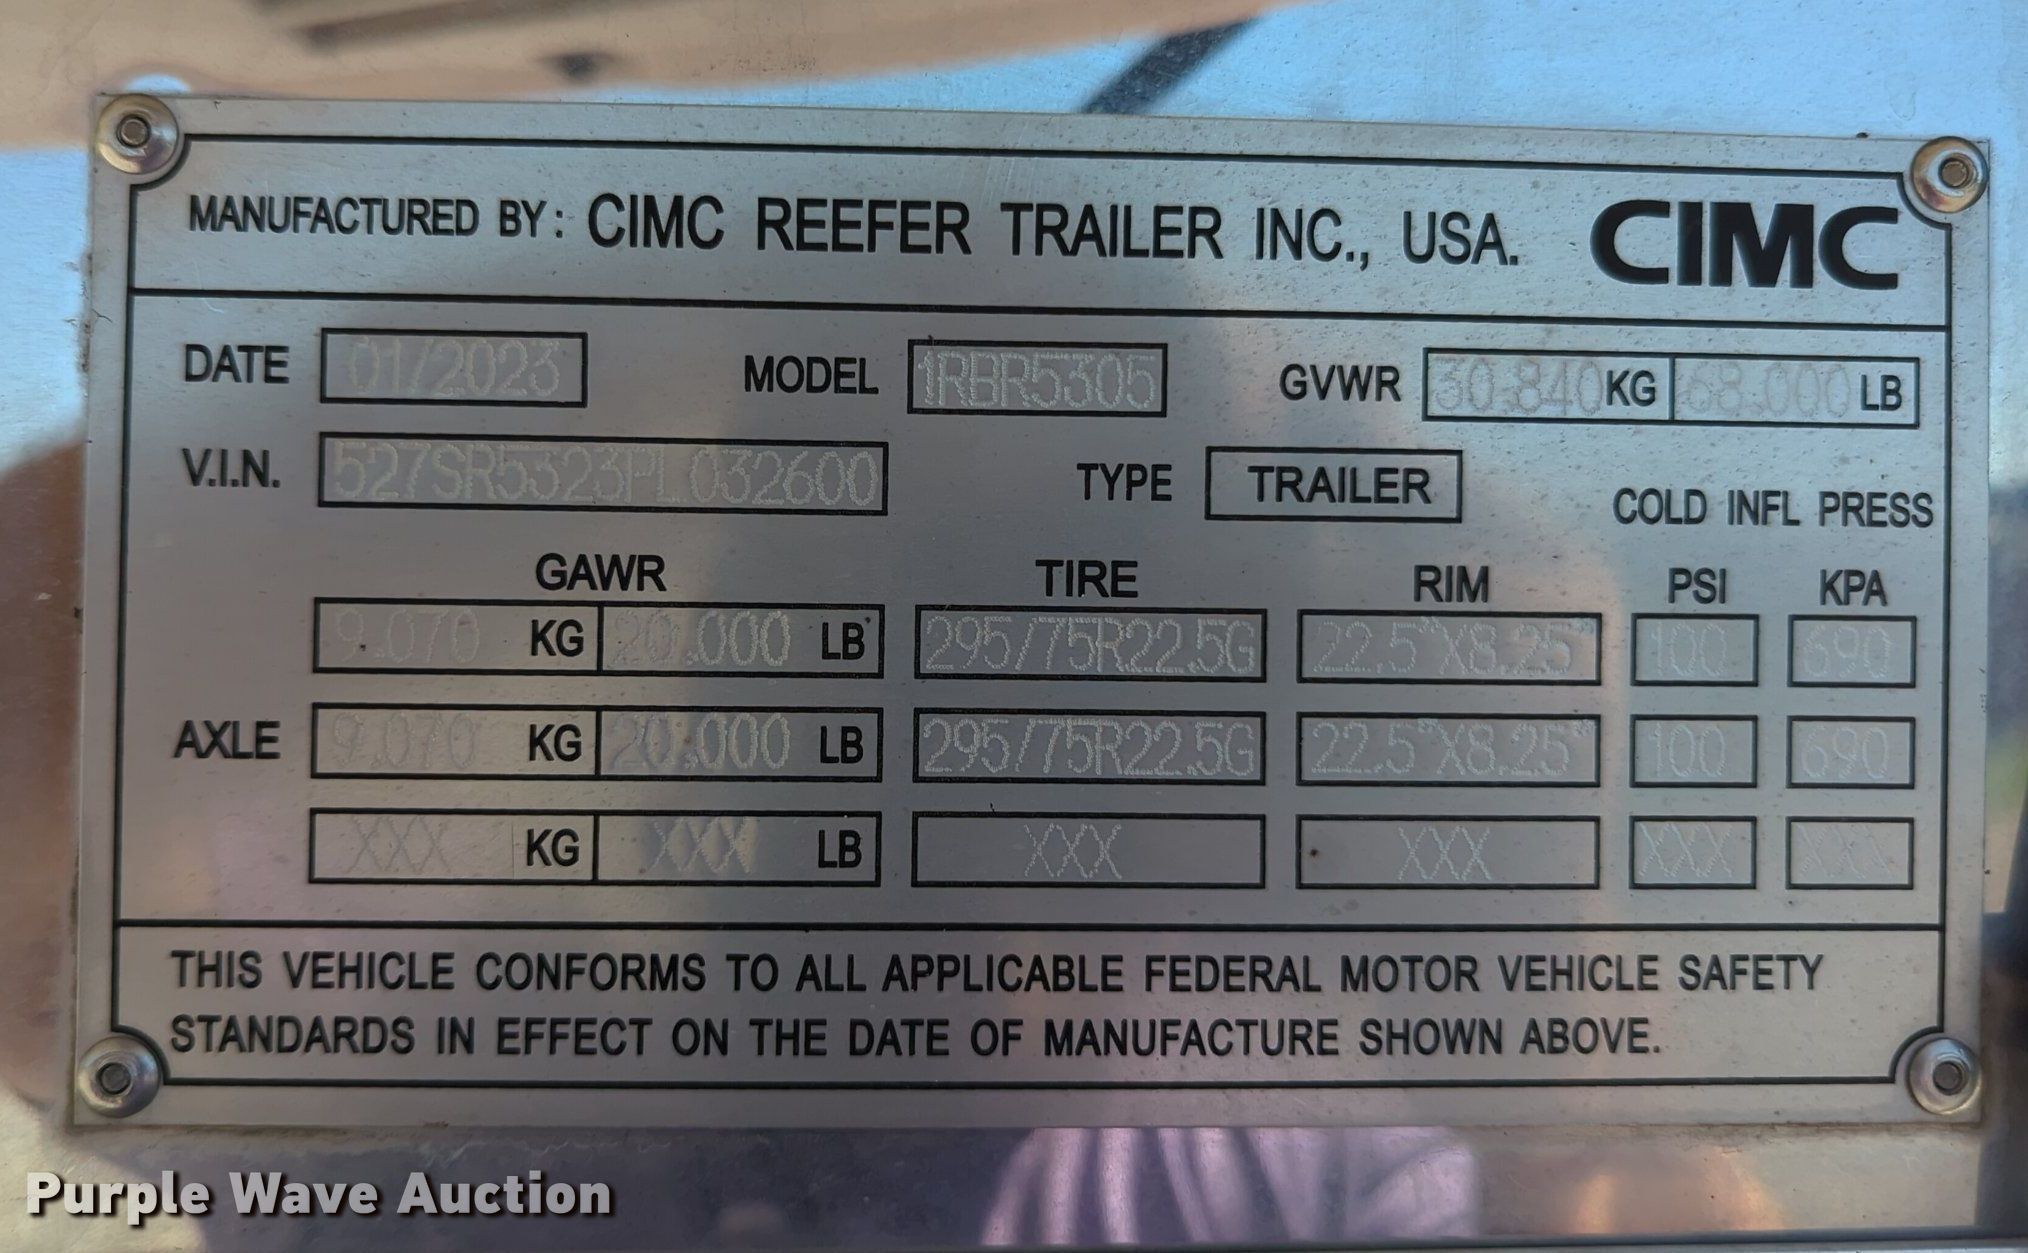 MANUFACTURED BY: CIMC REEFER TRAILER INC., USA. CIMC
DATE 01/2023 MODEL 1RBR5305 GVWR 30.840 KG 68.000 LB
V.I.N. 527SR5323PL032600 TYPE TRAILER
COLD INFL PRESS
GAWR TIRE RIM PSI KPA
9.070 KG 20.000 LB 295/75R22.5G 22.5"X8.25" 100 690
AXLE 9.070 KG 20.000 LB 295/75R22.5G 22.5"X8.25" 100 690
XXX KG XXX LB XXX XXX XXX XXX
THIS VEHICLE CONFORMS TO ALL APPLICABLE FEDERAL MOTOR VEHICLE SAFETY
STANDARDS IN EFFECT ON THE DATE OF MANUFACTURE SHOWN ABOVE.
Purple Wave Auction